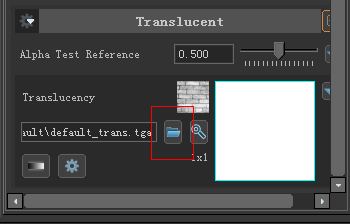 Translucent
Alpha Test Reference 0.500
Translucency
ault\default_trans.tga
1x1